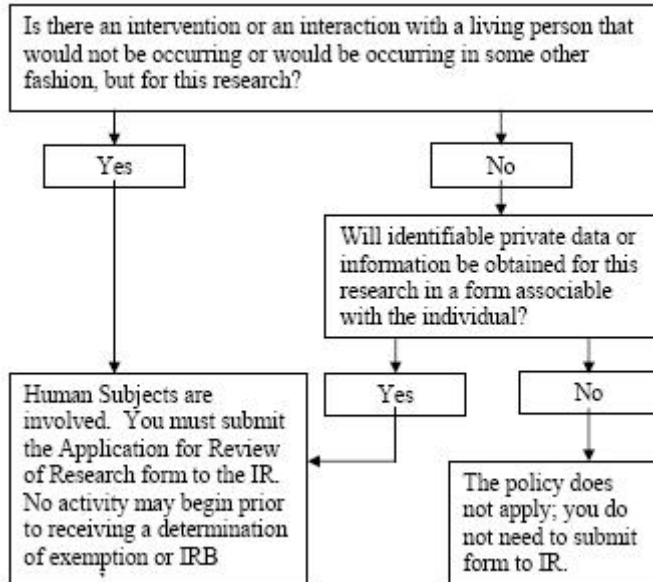 Is there an intervention or an interaction with a living person that
would not be occurring or would be occurring in some other
fashion, but for this research?
Yes
No
Will identifiable private data or
information be obtained for this
research in a form associable
with the individual?
Yes
No
Human Subjects are
involved. You must submit
the Application for Review
of Research form to the IR.
No activity may begin prior
to receiving a determination
of exemption or IRB
The policy does
not apply; you do
not need to submit
form to IR.